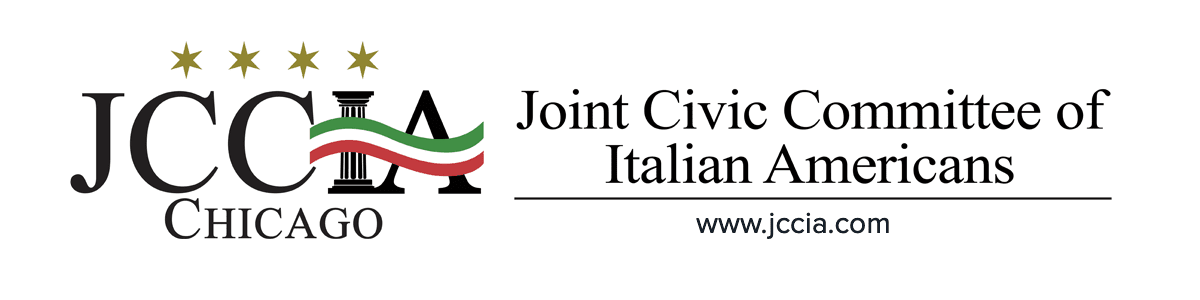 JCCIA
CHICAGO
Joint Civic Committee of
Italian Americans
www.jccia.com